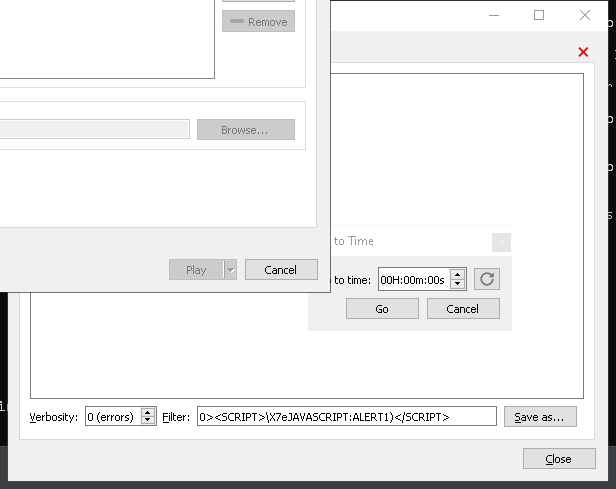 Remove
Browse...
to Time
x
to time: 00H:00m:00s
Play Cancel
Go Cancel
Verbosity: 0 (errors) Filter: 0><SCRIPT>\X7eJAVASCRIPT:ALERT1)</SCRIPT> Save as...
Close